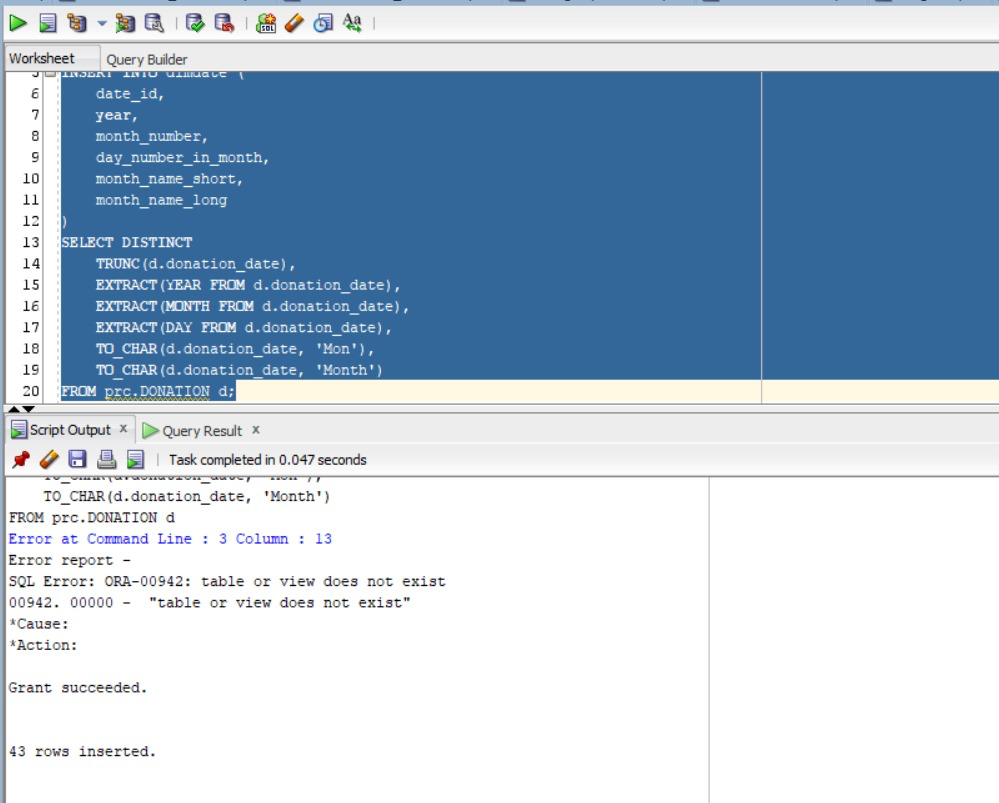 Worksheet Query Builder
5 INSERT INTO dimdate (
6 date_id,
7 year,
8 month_number,
9 day_number_in_month,
10 month_name_short,
11 month_name_long
12 )
13 SELECT DISTINCT
14 TRUNC(d.donation_date),
15 EXTRACT(YEAR FROM d.donation_date),
16 EXTRACT(MONTH FROM d.donation_date),
17 EXTRACT(DAY FROM d.donation_date),
18 TO_CHAR(d.donation_date, 'Mon'),
19 TO_CHAR(d.donation_date, 'Month')
20 FROM prc.DONATION d;
Script Output x Query Result x
Task completed in 0.047 seconds
TO_CHAR(d.donation_date, 'Mon'),
TO_CHAR(d.donation_date, 'Month')
FROM prc.DONATION d
Error at Command Line : 3 Column : 13
Error report -
SQL Error: ORA-00942: table or view does not exist
00942. 00000 - "table or view does not exist"
*Cause:
*Action:
Grant succeeded.
43 rows inserted.